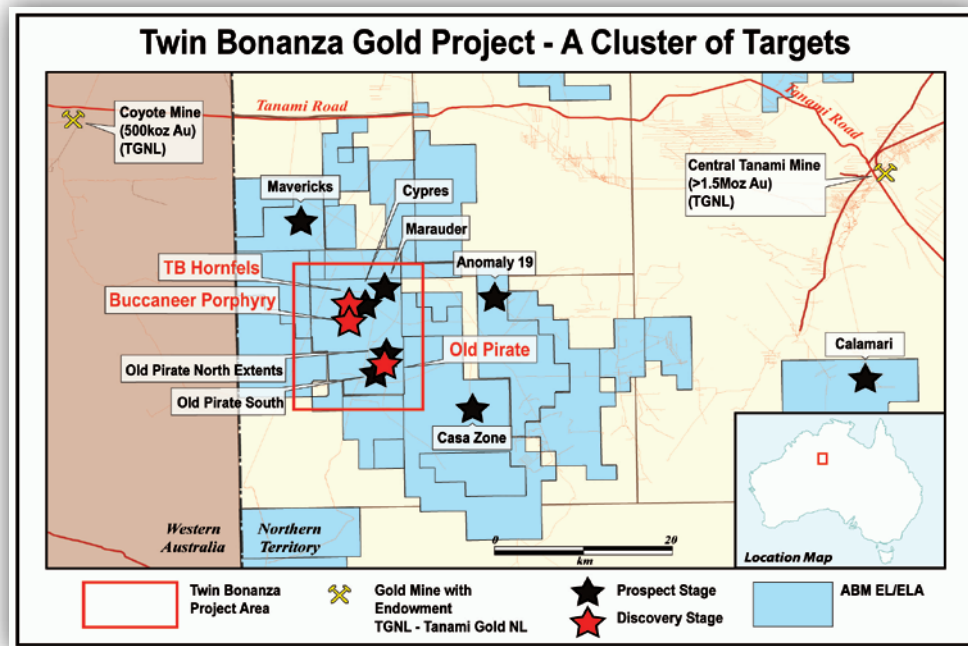 Twin Bonanza Gold Project - A Cluster of Targets
Tanami Road
Tanami Road
Coyote Mine
(500koz Au)
(TGNL)
Central Tanami Mine
(>1.5Moz Au)
(TGNL)
Mavericks
Cypres
Marauder
TB Hornfels
Anomaly 19
Buccaneer Porphyry
Old Pirate
Calamari
Old Pirate North Extents
Old Pirate South
Casa Zone
Western
Australia
Northern
Territory
0
20
km
Location Map
Twin Bonanza
Project Area
Gold Mine with
Endowment
TGNL - Tanami Gold NL
Prospect Stage
Discovery Stage
ABM EL/ELA